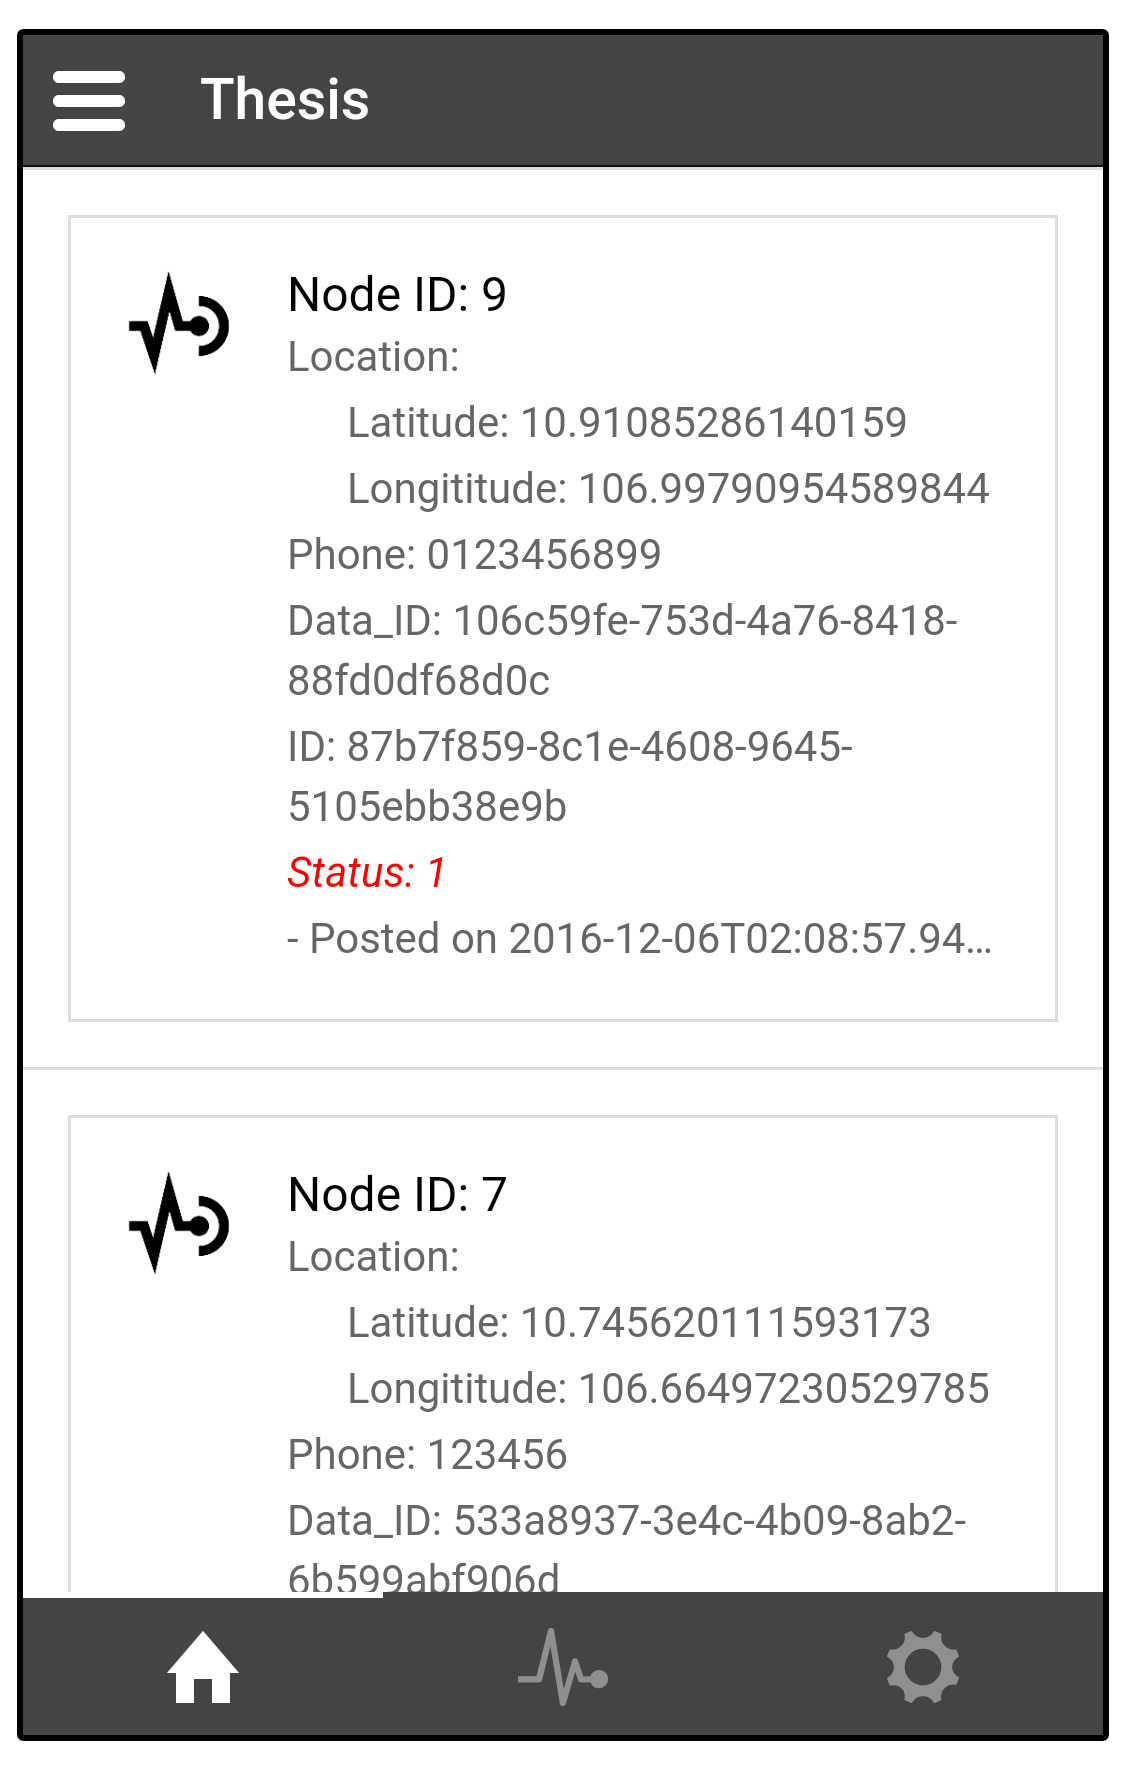 Thesis
Node ID: 9
Location:
Latitude: 10.91085286140159
Longititude: 106.99790954589844
Phone: 0123456899
Data_ID: 106c59fe-753d-4a76-8418-
88fd0df68d0c
ID: 87b7f859-8c1e-4608-9645-
5105ebb38e9b
Status: 1
- Posted on 2016-12-06T02:08:57.94...
Node ID: 7
Location:
Latitude: 10.745620111593173
Longititude: 106.66497230529785
Phone: 123456
Data_ID: 533a8937-3e4c-4b09-8ab2-
6b599abf906d